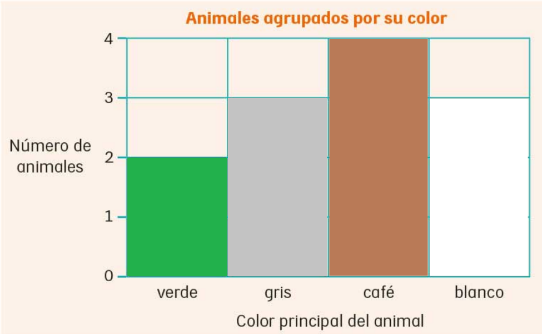 Animales agrupados por su color
4
3
Número de
animales
2
1
0
verde gris café blanco
Color principal del animal